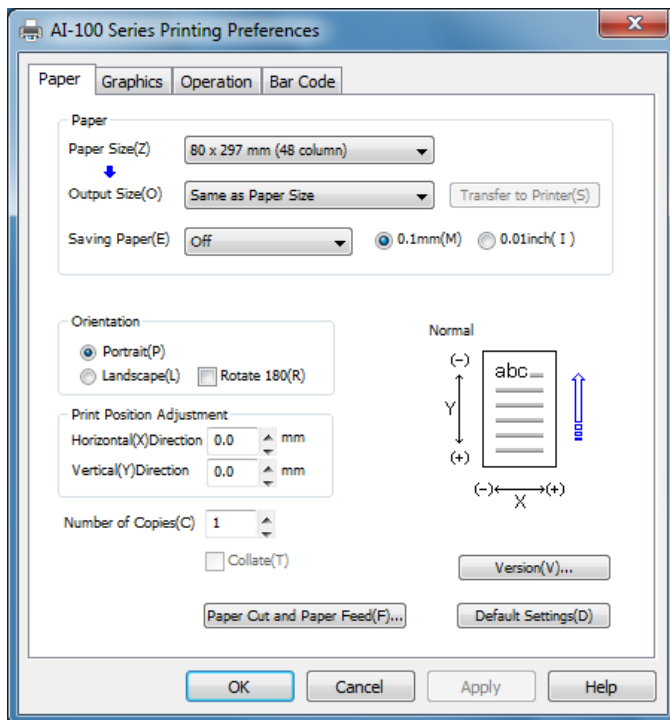 AI-100 Series Printing Preferences
Paper
Graphics
Operation
Bar Code
Paper
Paper Size(Z)
80 x 297 mm (48 column)
Output Size(O)
Same as Paper Size
Transfer to Printer(S)
Saving Paper(E)
Off
0.1mm(M)
0.01inch( I )
Orientation
Portrait(P)
Landscape(L)
Rotate 180(R)
Normal
(-)
abc
Y
(+)
(-)
(+)
X
Print Position Adjustment
Horizontal(X)Direction
0.0
mm
Vertical(Y)Direction
0.0
mm
Number of Copies(C)
1
Collate(T)
Version(V)...
Paper Cut and Paper Feed(F)...
Default Settings(D)
OK
Cancel
Apply
Help